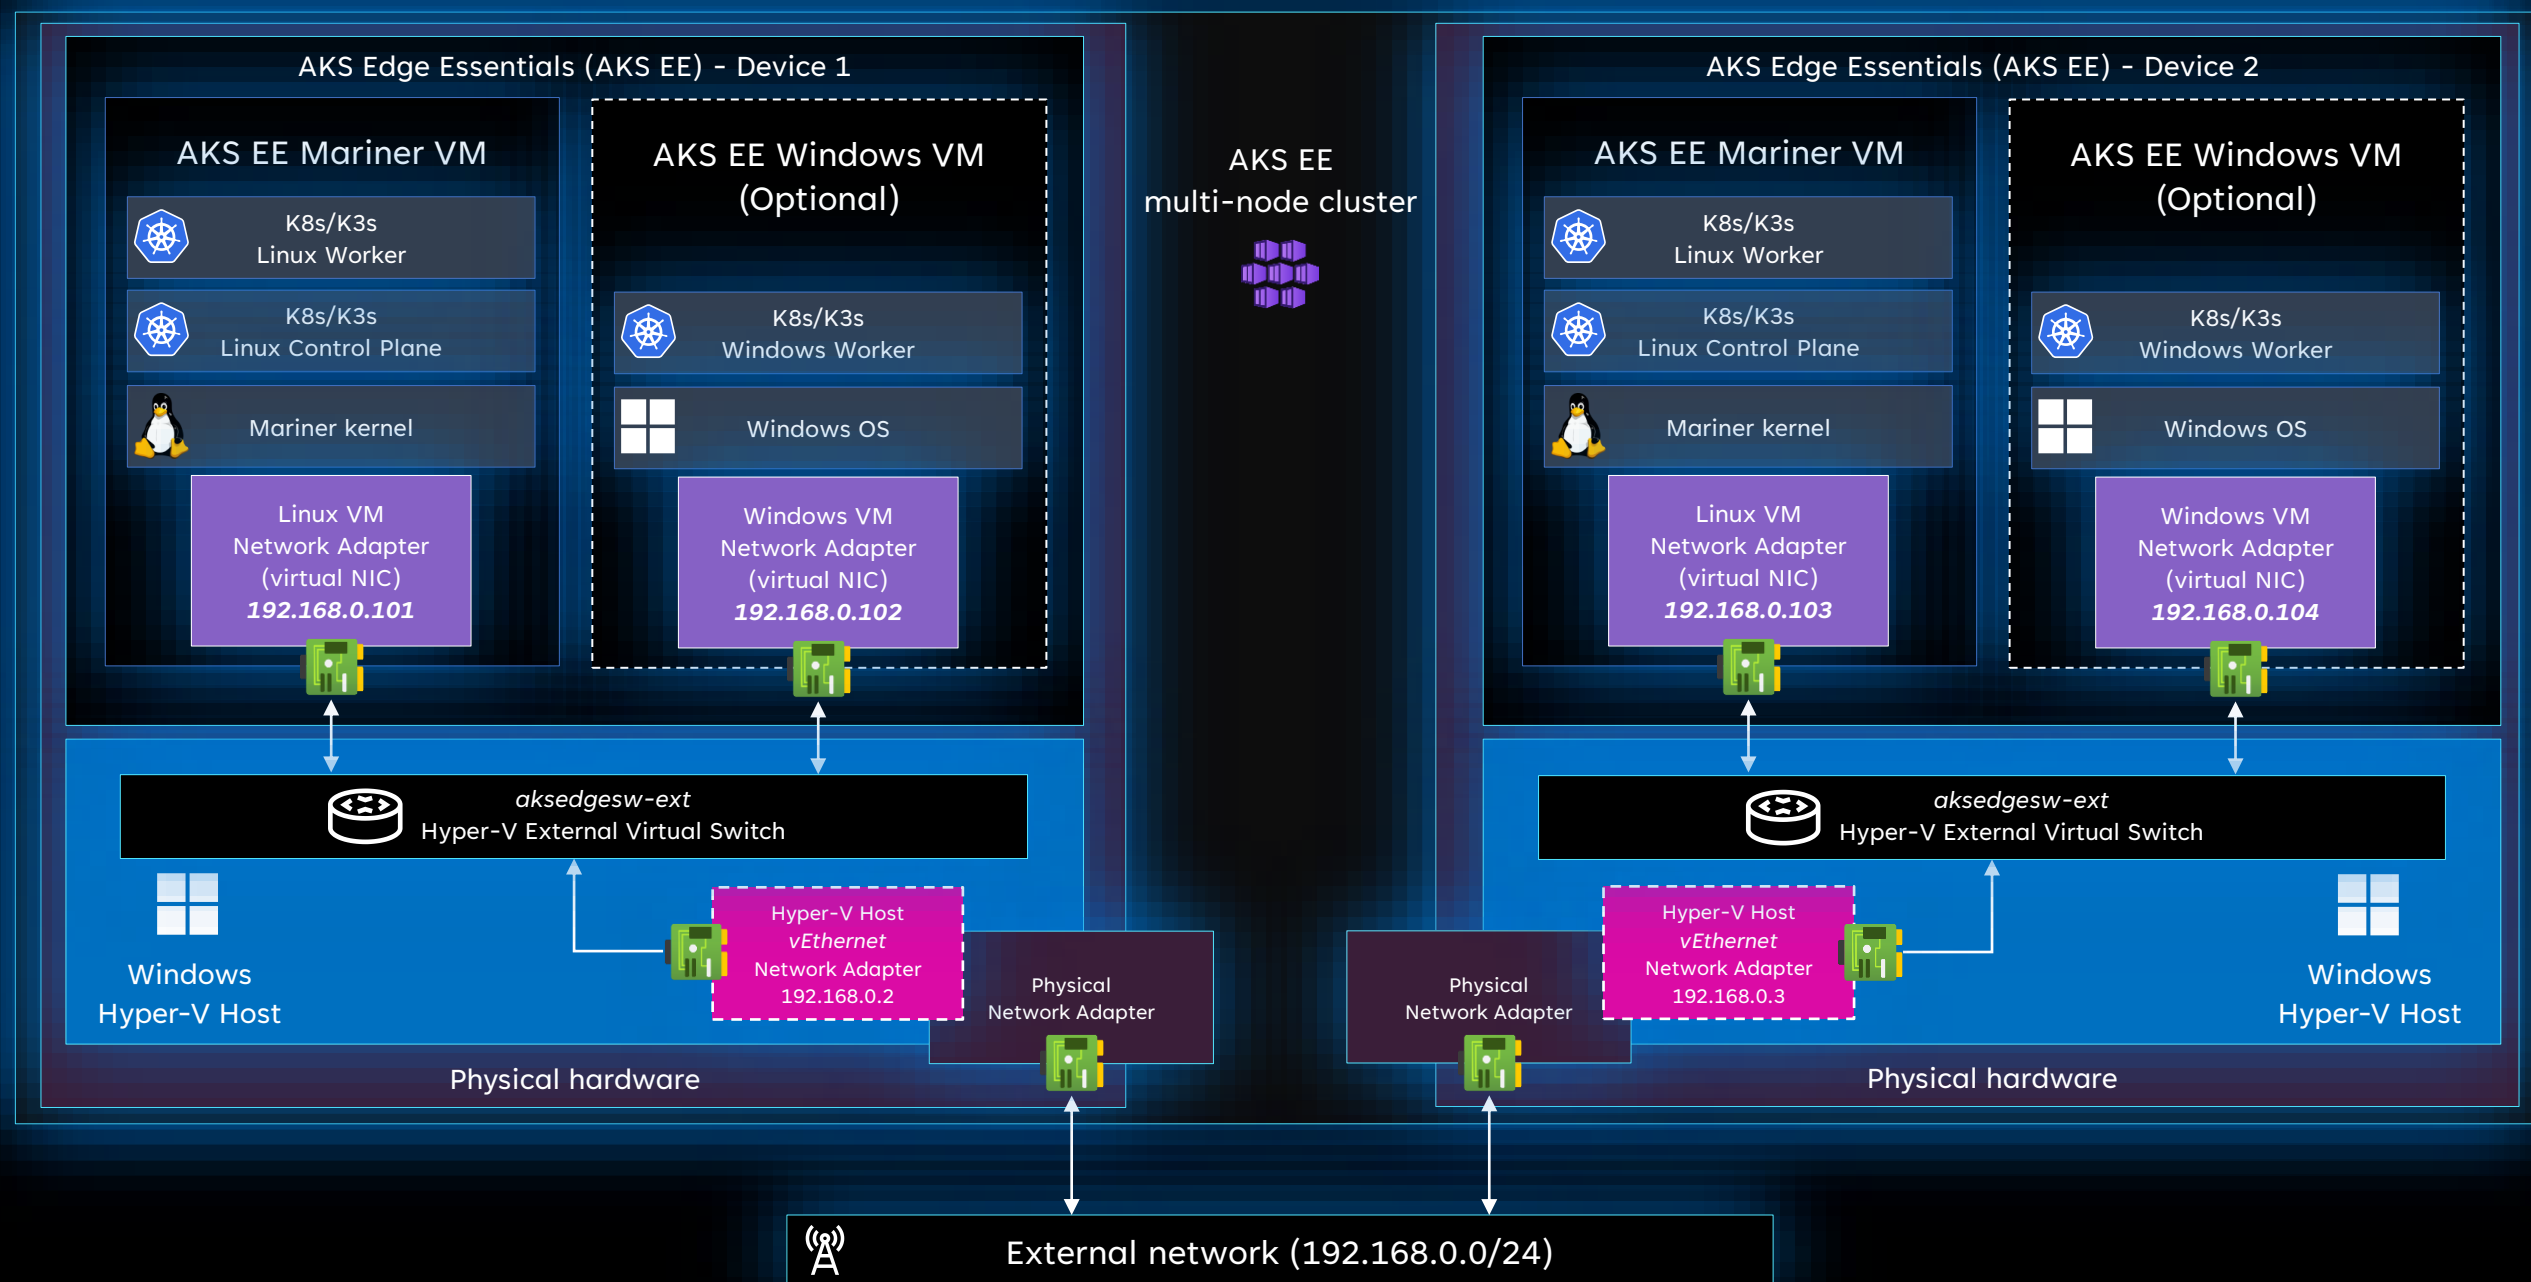 AKS Edge Essentials (AKS EE) - Device 1
AKS EE Mariner VM
K8s/K3s
Linux Worker
K8s/K3s
Linux Control Plane
Mariner kernel
Linux VM
Network Adapter
(virtual NIC)
192.168.0.101
AKS EE Windows VM
(Optional)
K8s/K3s
Windows Worker
Windows OS
Windows VM
Network Adapter
(virtual NIC)
192.168.0.102
aksedgesw-ext
Hyper-V External Virtual Switch
Windows
Hyper-V Host
Hyper-V Host
vEthernet
Network Adapter
192.168.0.2
Physical
Network Adapter
Physical hardware
AKS EE
multi-node cluster
AKS Edge Essentials (AKS EE) - Device 2
AKS EE Mariner VM
K8s/K3s
Linux Worker
K8s/K3s
Linux Control Plane
Mariner kernel
Linux VM
Network Adapter
(virtual NIC)
192.168.0.103
AKS EE Windows VM
(Optional)
K8s/K3s
Windows Worker
Windows OS
Windows VM
Network Adapter
(virtual NIC)
192.168.0.104
aksedgesw-ext
Hyper-V External Virtual Switch
Physical
Network Adapter
Hyper-V Host
vEthernet
Network Adapter
192.168.0.3
Windows
Hyper-V Host
Physical hardware
External network (192.168.0.0/24)